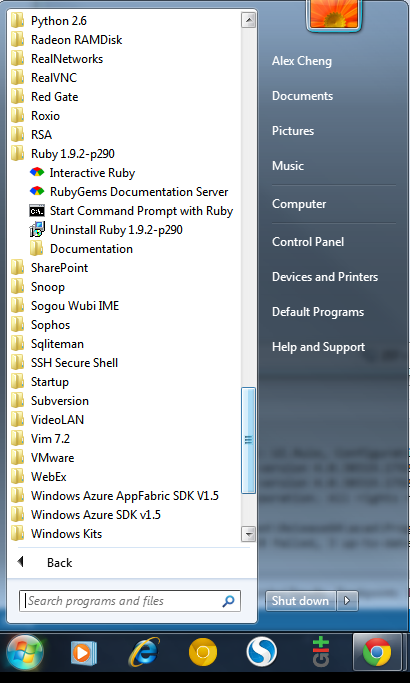 Python 2.6
Radeon RAMDisk
RealNetworks
RealVNC
Red Gate
Roxio
RSA
Ruby 1.9.2-p290
Interactive Ruby
RubyGems Documentation Server
Start Command Prompt with Ruby
Uninstall Ruby 1.9.2-p290
Documentation
SharePoint
Snoop
Sogou Wubi IME
Sophos
Sqliteman
SSH Secure Shell
Startup
Subversion
VideoLAN
Vim 7.2
VMware
WebEx
Windows Azure AppFabric SDK V1.5
Windows Azure SDK v1.5
Windows Kits
Back
Search programs and files
Alex Cheng
Documents
Pictures
Music
Computer
Control Panel
Devices and Printers
Default Programs
Help and Support
Shut down
git